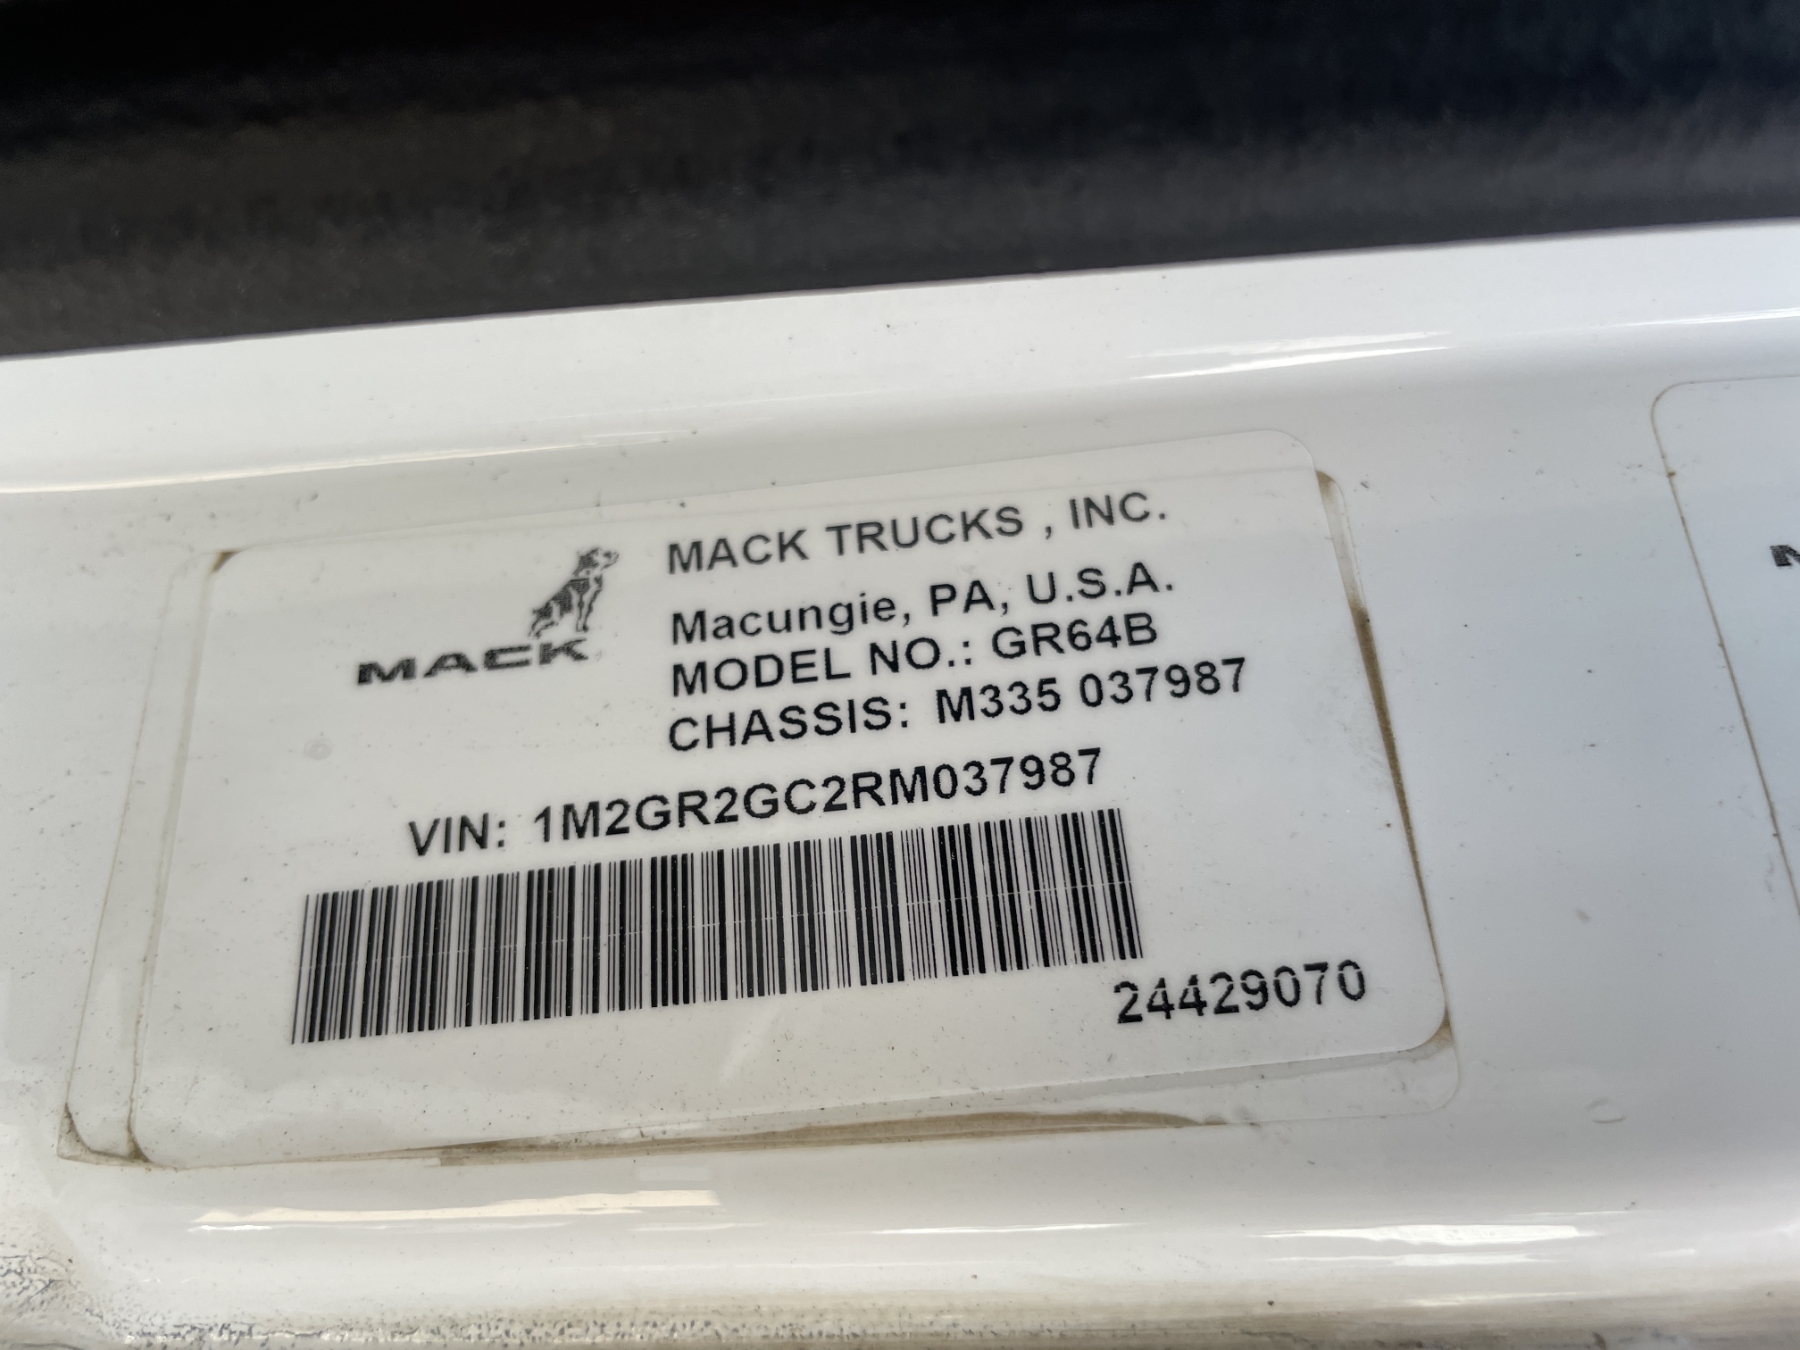 MACK TRUCKS , INC.
MACK
Macungie, PA, U.S.A.
MODEL NO.: GR64B
CHASSIS: M335 037987
VIN: 1M2GR2GC2RM037987
24429070